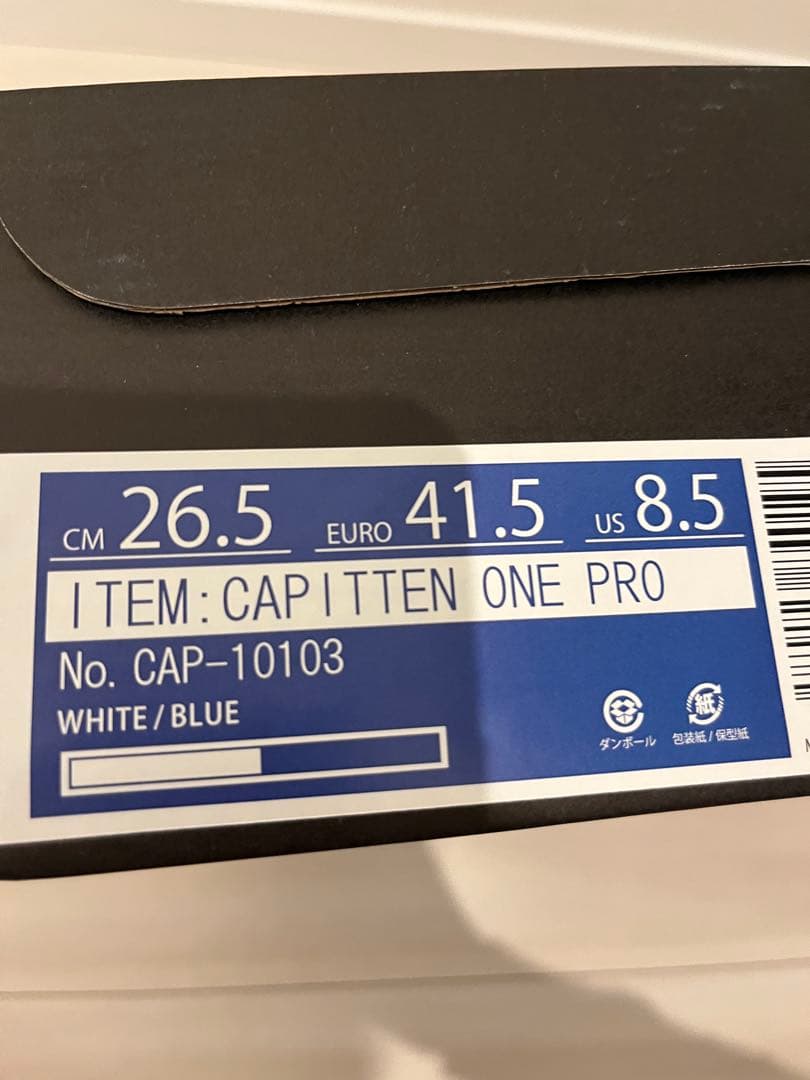 CM 26.5 EURO 41.5 US 8.5
ITEM:CAPITTEN ONE PRO
No. CAP-10103
WHITE/BLUE
紙
ダンボール 包装紙/保型紙